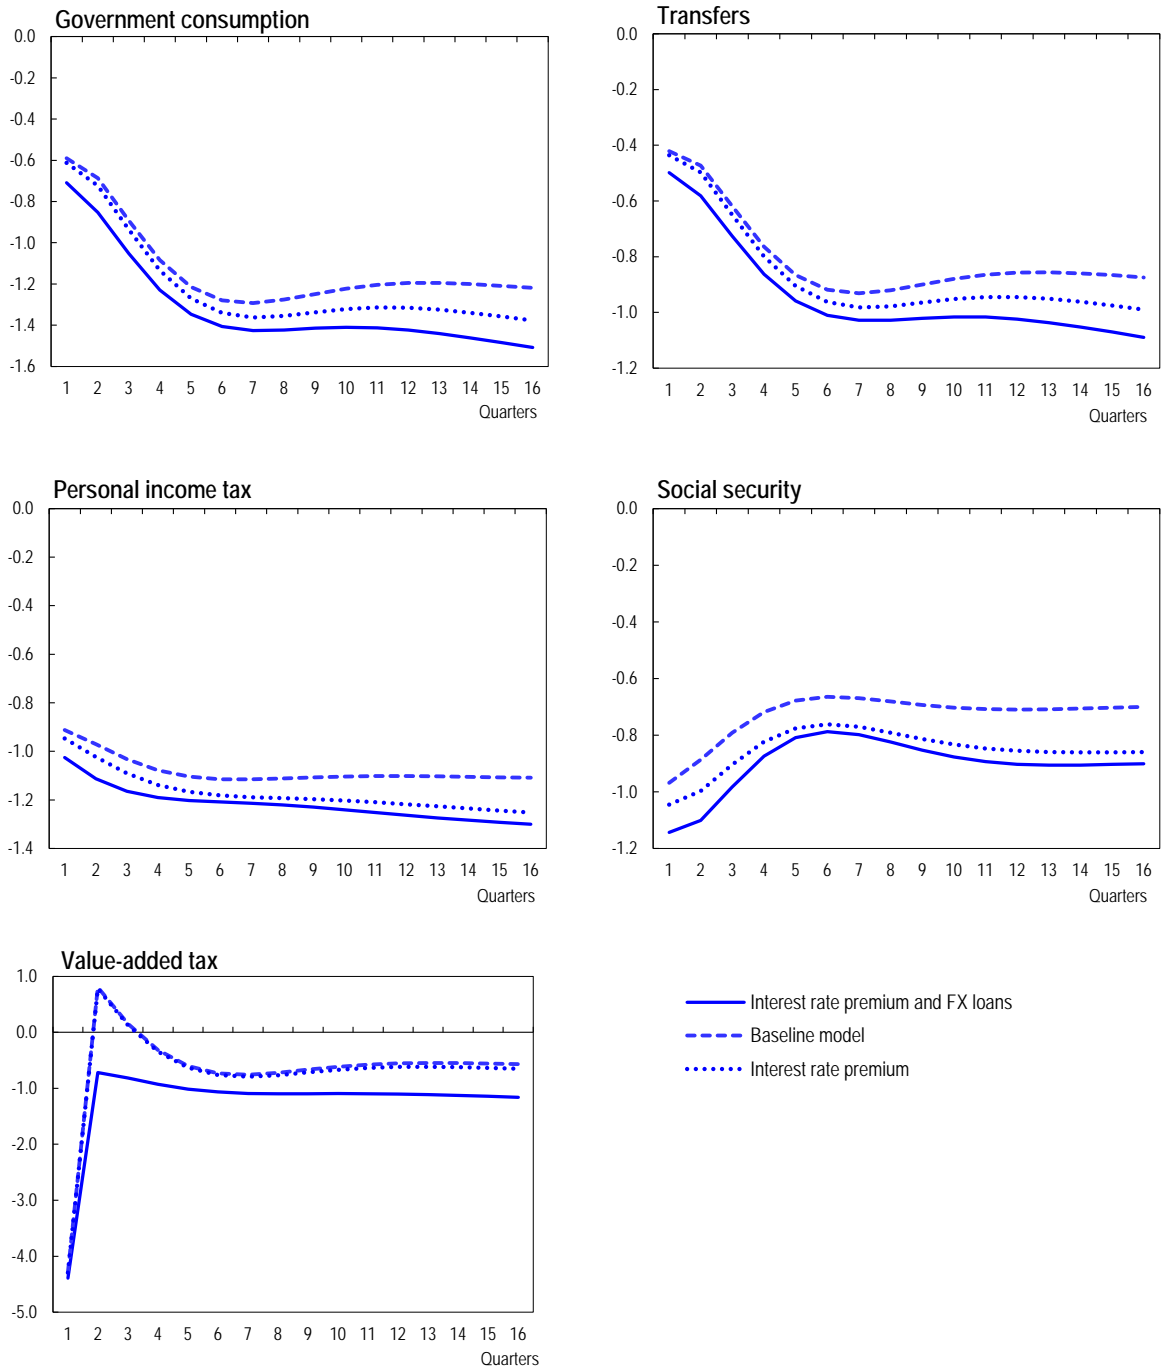 Government consumption
0.0
-0.2
-0.4
-0.6
-0.8
-1.0
-1.2
-1.4
-1.6
1 2 3 4 5 6 7 8 9 10 11 12 13 14 15 16
Quarters
Transfers
0.0
-0.2
-0.4
-0.6
-0.8
-1.0
-1.2
1 2 3 4 5 6 7 8 9 10 11 12 13 14 15 16
Quarters
Personal income tax
0.0
-0.2
-0.4
-0.6
-0.8
-1.0
-1.2
-1.4
1 2 3 4 5 6 7 8 9 10 11 12 13 14 15 16
Quarters
Social security
0.0
-0.2
-0.4
-0.6
-0.8
-1.0
-1.2
1 2 3 4 5 6 7 8 9 10 11 12 13 14 15 16
Quarters
Value-added tax
1.0
0.0
-1.0
-2.0
-3.0
-4.0
-5.0
1 2 3 4 5 6 7 8 9 10 11 12 13 14 15 16
Quarters
Interest rate premium and FX loans
Baseline model
Interest rate premium